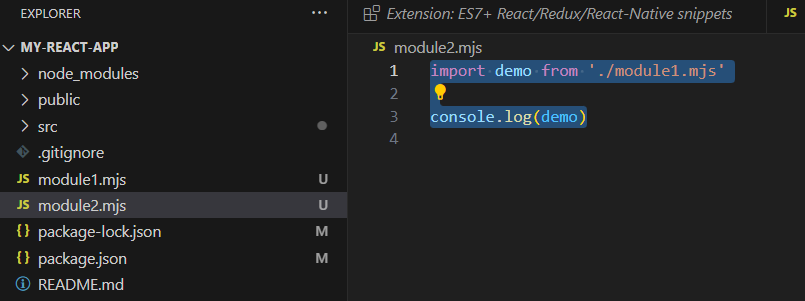 EXPLORER
···
MY-REACT-APP
node_modules
public
src
.gitignore
JS module1.mjs U
JS module2.mjs U
{} package-lock.json M
{} package.json M
README.md
Extension: ES7+ React/Redux/React-Native snippets
JS
JS module2.mjs
1 import demo from './module1.mjs'
2
3 console.log(demo)
4